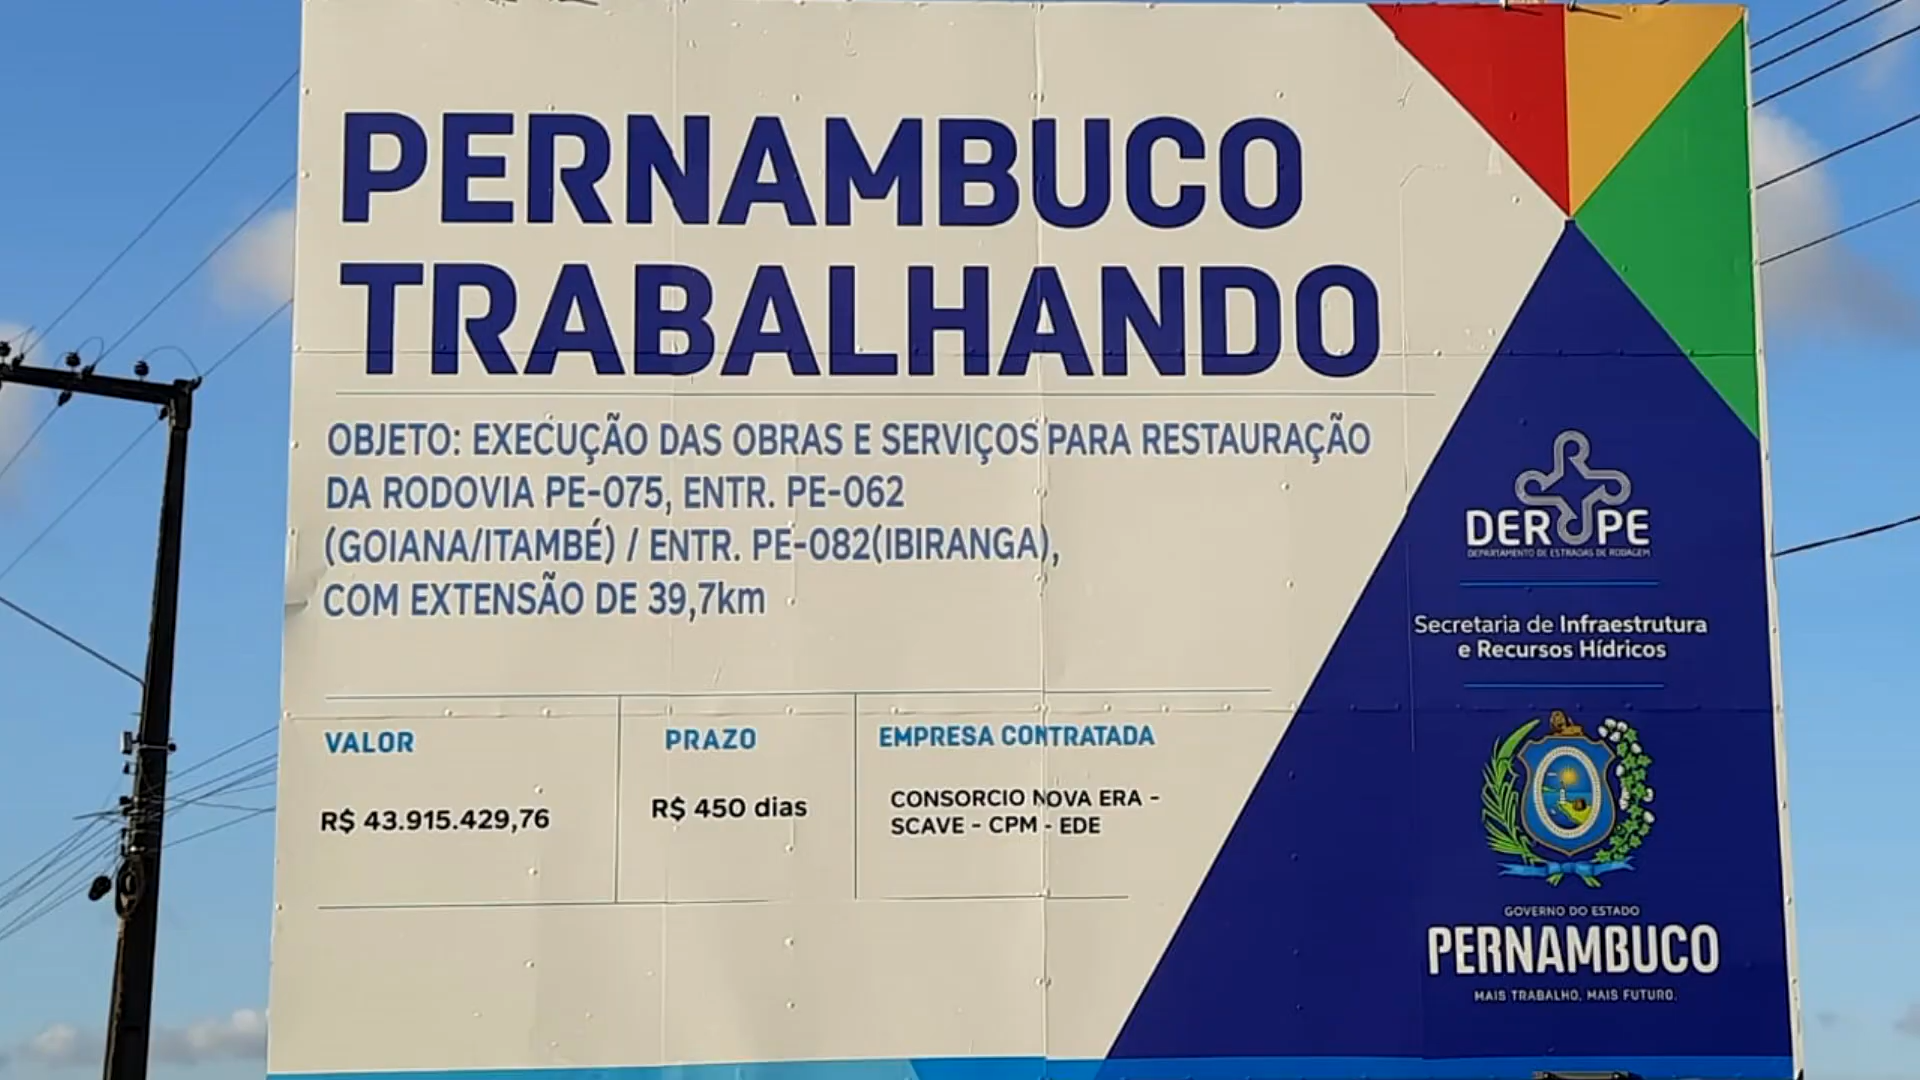 PERNAMBUCO
TRABALHANDO
OBJETO: EXECUÇÃO DAS OBRAS E SERVIÇOS PARA RESTAURAÇÃO
DA RODOVIA PE-075, ENTR. PE-062
(GOIANA/ITAMBÉ) / ENTR. PE-082(IBIRANGA),
COM EXTENSÃO DE 39,7km
VALOR
R$ 43.915.429,76
PRAZO
R$ 450 dias
EMPRESA CONTRATADA
CONSORCIO NOVA ERA -
SCAVE - CPM - EDE
DER PE
DEPARTAMENTO DE ESTRADAS DE RODAGEM
Secretaria de Infraestrutura
e Recursos Hídricos
GOVERNO DO ESTADO
PERNAMBUCO
MAIS TRABALHO, MAIS FUTURO.